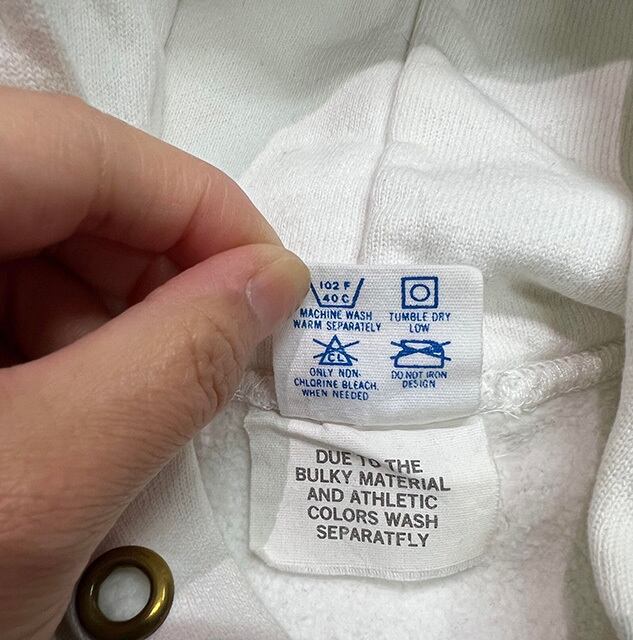 102 F
40 C
MACHINE WASH
WARM SEPARATELY
TUMBLE DRY
LOW
CL
ONLY NON-
CHLORINE BLEACH,
WHEN NEEDED
DO NOT IRON
DESIGN
DUE TO THE
BULKY MATERIAL
AND ATHLETIC
COLORS WASH
SEPARATELY